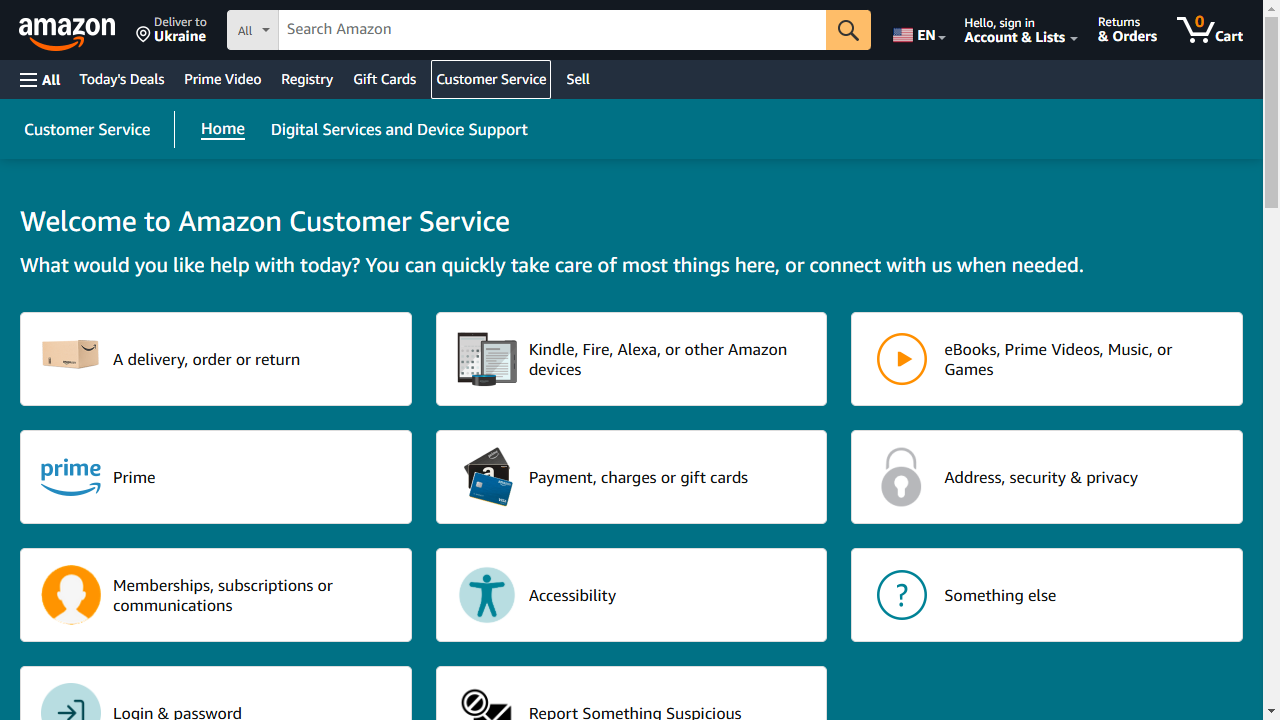 amazon
Deliver to
Ukraine
All
Search Amazon
EN
Hello, sign in
Account & Lists
Returns
& Orders
0
Cart
All
Today's Deals
Prime Video
Registry
Gift Cards
Customer Service
Sell
Customer Service
Home
Digital Services and Device Support
Welcome to Amazon Customer Service
What would you like help with today? You can quickly take care of most things here, or connect with us when needed.
A delivery, order or return
Kindle, Fire, Alexa, or other Amazon
devices
eBooks, Prime Videos, Music, or
Games
prime
Prime
Payment, charges or gift cards
Address, security & privacy
Memberships, subscriptions or
communications
Accessibility
?
Something else
Login & password
Report Something Suspicious